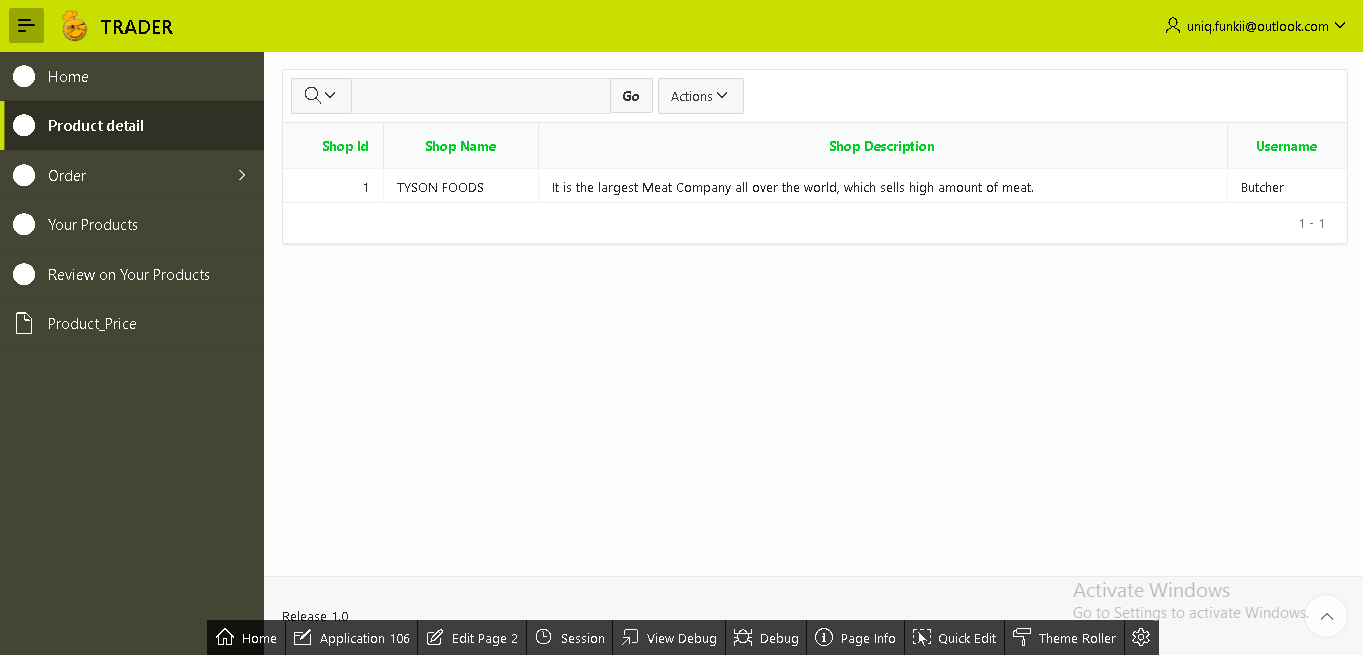 TRADER
uniq.funkii@outlook.com
Home
Product detail
Order
Your Products
Review on Your Products
Product_Price
Go
Actions
Shop Id Shop Name Shop Description Username
1 TYSON FOODS It is the largest Meat Company all over the world, which sells high amount of meat. Butcher
1 - 1
Activate Windows
Go to Settings to activate Windows.
Release 1.0
Home Application 106 Edit Page 2 Session View Debug Debug Page Info Quick Edit Theme Roller